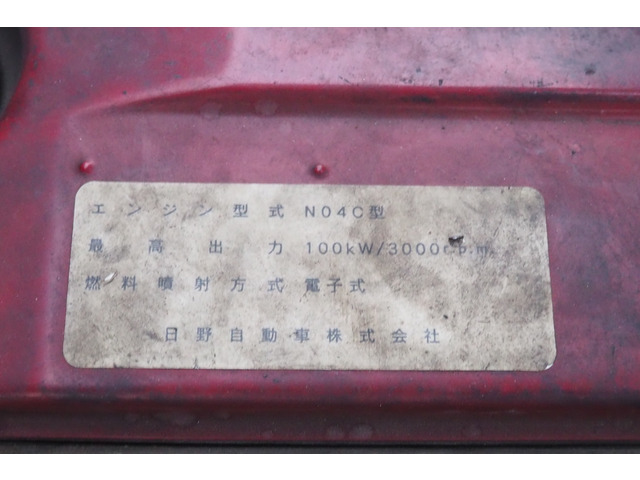 エンジン型式 N04C型
最高出力 100kW/3000r.p.m.
燃料噴射方式 電子式
日野自動車株式会社